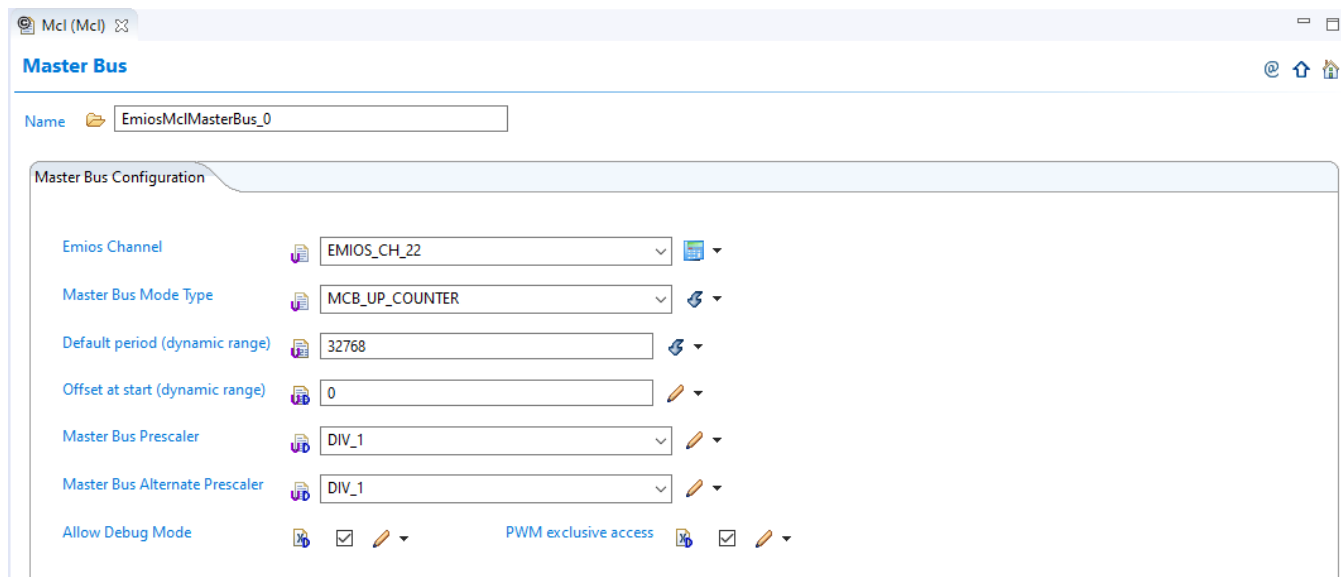 Mcl (Mcl)
Master Bus
Name EmiosMclMasterBus_0
Master Bus Configuration
Emios Channel EMIOS_CH_22
Master Bus Mode Type MCB_UP_COUNTER
Default period (dynamic range) 32768
Offset at start (dynamic range) 0
Master Bus Prescaler DIV_1
Master Bus Alternate Prescaler DIV_1
Allow Debug Mode PWM exclusive access